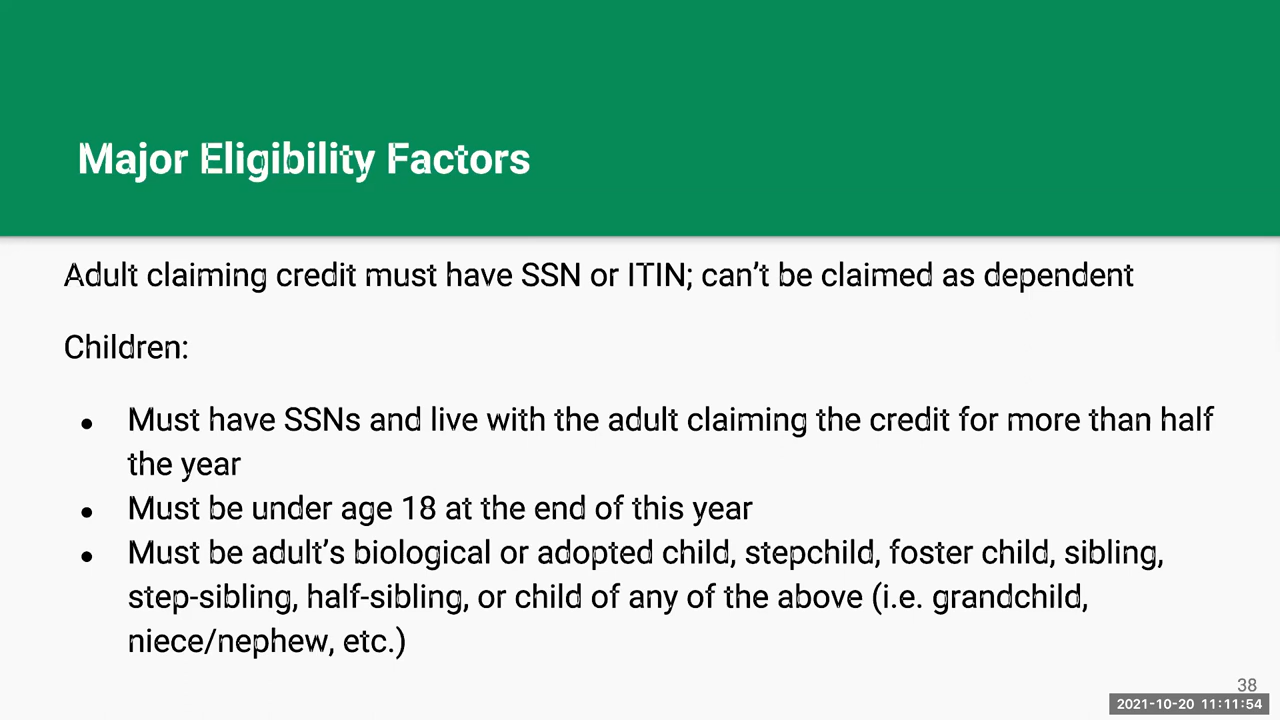 Major Eligibility Factors
Adult claiming credit must have SSN or ITIN; can’t be claimed as dependent
Children:
● Must have SSNs and live with the adult claiming the credit for more than half
the year
● Must be under age 18 at the end of this year
● Must be adult’s biological or adopted child, stepchild, foster child, sibling,
step-sibling, half-sibling, or child of any of the above (i.e. grandchild,
niece/nephew, etc.)
38
2021-10-20 11:11:54